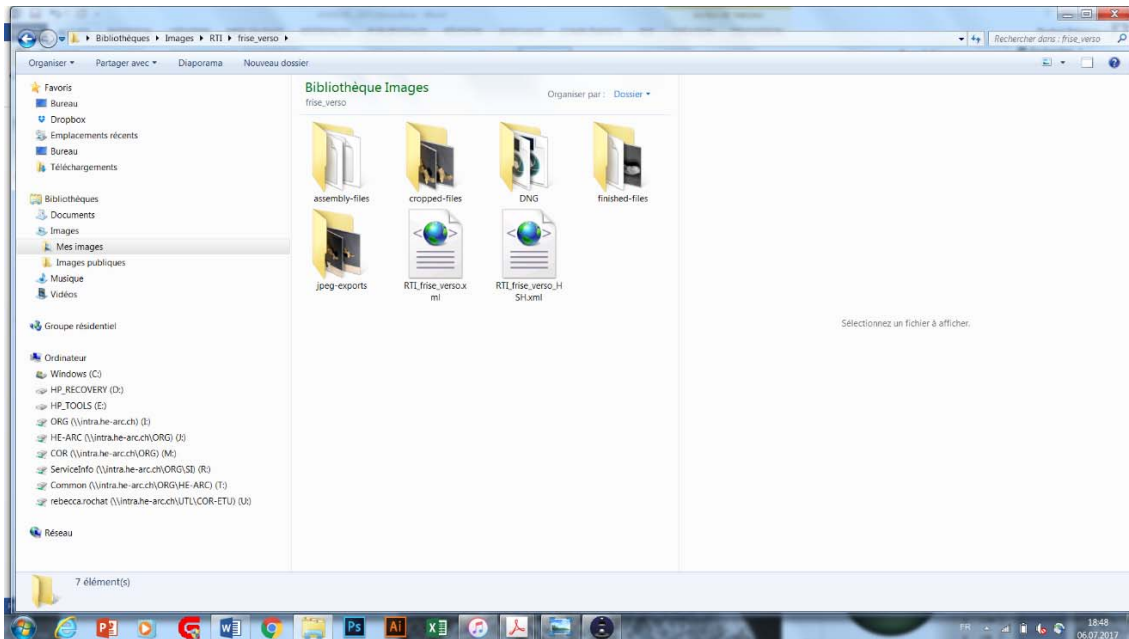 Bibliothèques ▸ Images ▸ RTI ▸ frise_verso ▸
Rechercher dans : frise_verso
Organiser ▾ Partager avec ▾ Diaporama Nouveau dossier
Favoris
Bureau
Dropbox
Emplacements récents
Bureau
Téléchargements
Bibliothèques
Documents
Images
Mes images
Images publiques
Musique
Vidéos
Groupe résidentiel
Ordinateur
Windows (C:)
HP_RECOVERY (D:)
HP_TOOLS (E:)
ORG (\\intra.he-arc.ch) (I:)
HE-ARC (\\intra.he-arc.ch\ORG) (J:)
COR (\\intra.he-arc.ch\ORG) (M:)
ServiceInfo (\\intra.he-arc.ch\ORG\SI) (R:)
Common (\\intra.he-arc.ch\ORG\HE-ARC) (T:)
rebecca.rochat (\\intra.he-arc.ch\UTL\COR-ETU) (U:)
Réseau
Bibliothèque Images
frise_verso
Organiser par : Dossier ▾
assembly-files
cropped-files
DNG
finished-files
jpeg-exports
RTI_frise_verso.x
ml
RTI_frise_verso_H
SH.xml
Sélectionnez un fichier à afficher.
7 élément(s)
Ps
Ai
FR
18:48
06.07.2017